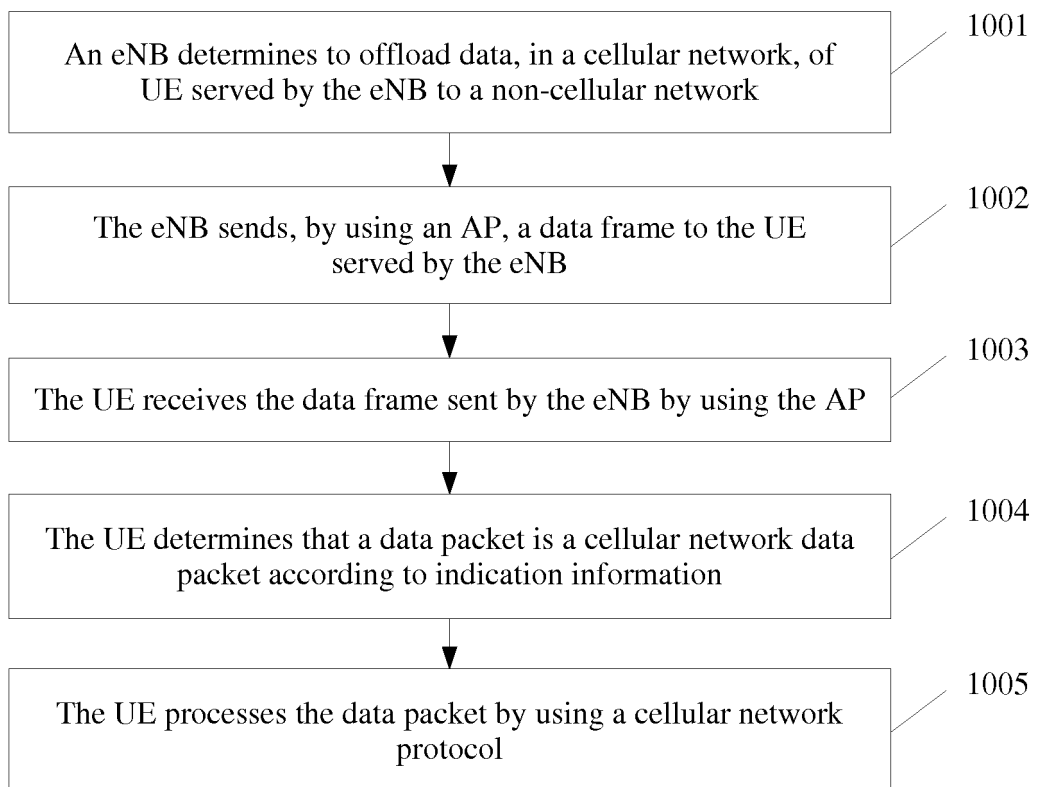 An eNB determines to offload data, in a cellular network, of
UE served by the eNB to a non-cellular network
1001
The eNB sends, by using an AP, a data frame to the UE
served by the eNB
1002
The UE receives the data frame sent by the eNB by using the AP
1003
The UE determines that a data packet is a cellular network data
packet according to indication information
1004
The UE processes the data packet by using a cellular network
protocol
1005